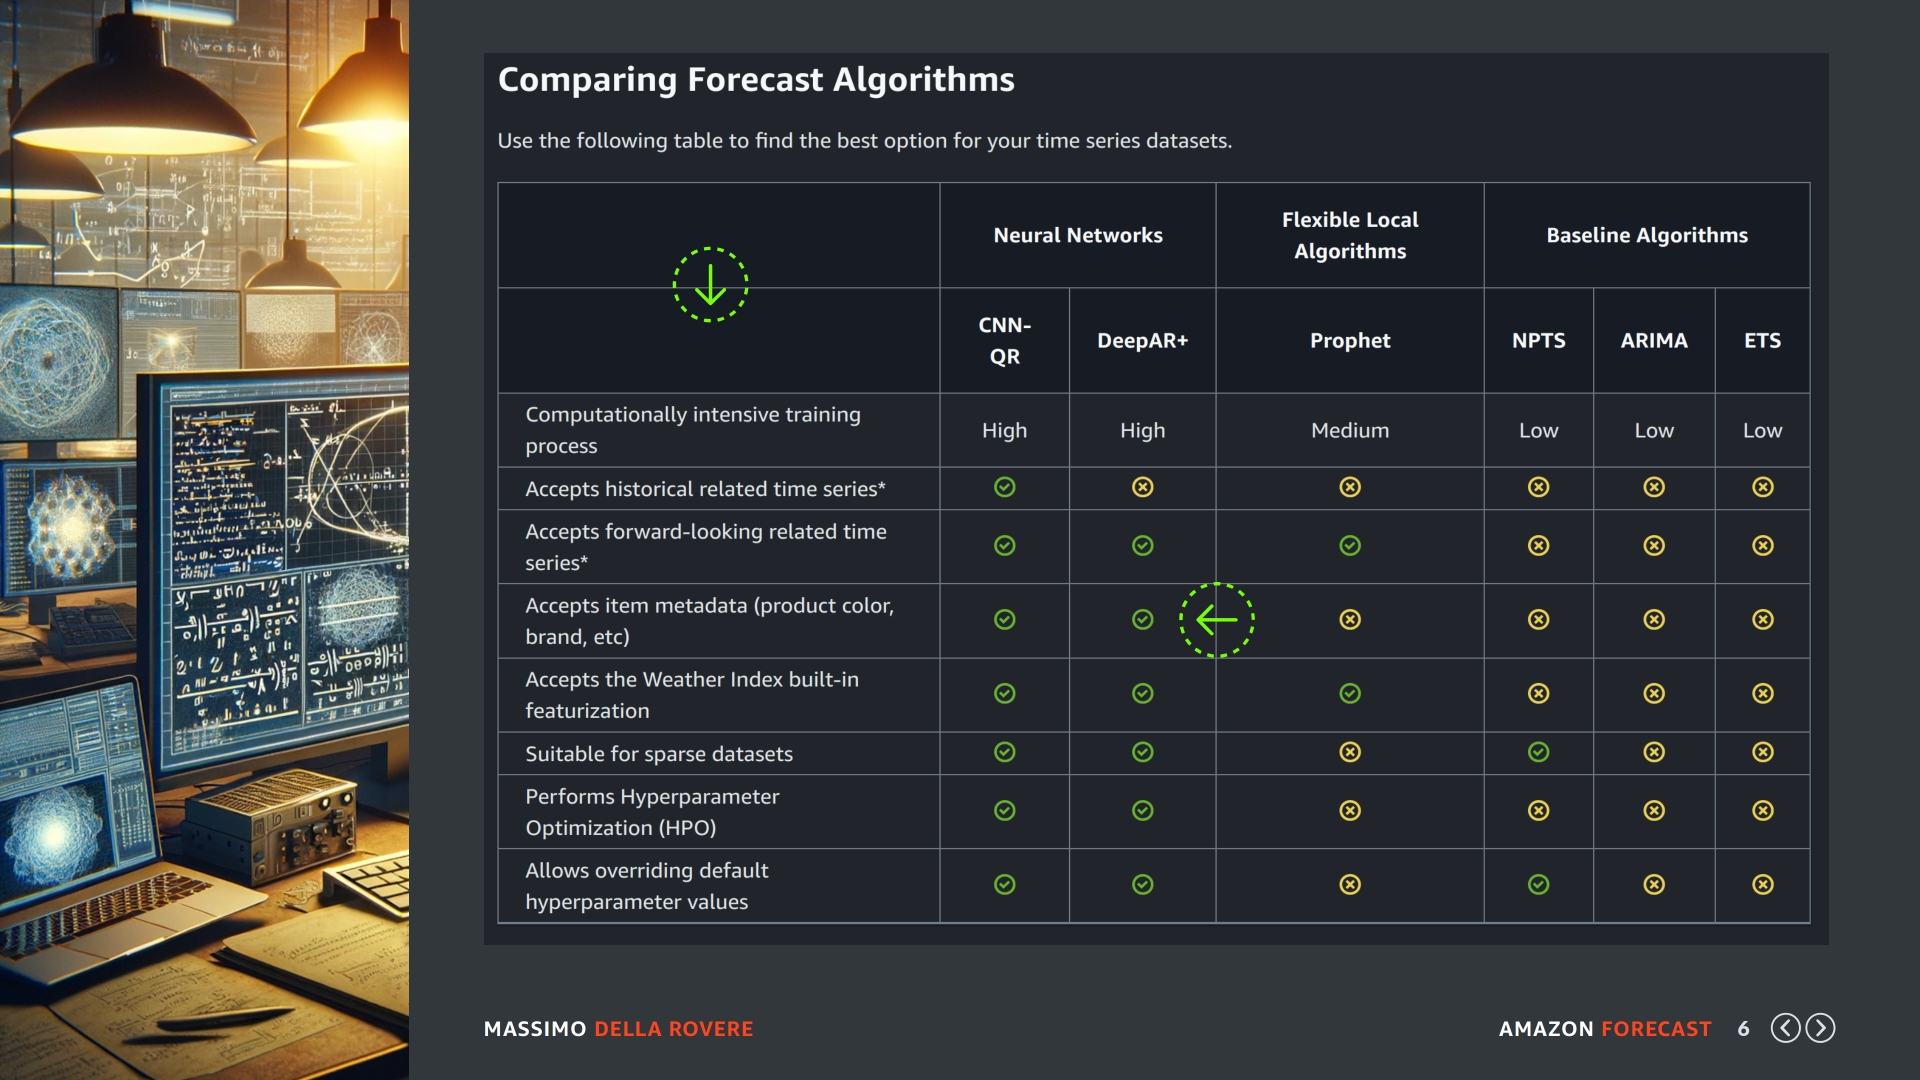 Comparing Forecast Algorithms
Use the following table to find the best option for your time series datasets.
Neural Networks
Flexible Local
Algorithms
Baseline Algorithms
CNN-
QR
DeepAR+
Prophet
NPTS
ARIMA
ETS
Computationally intensive training
process
High
High
Medium
Low
Low
Low
Accepts historical related time series*
Accepts forward-looking related time
series*
Accepts item metadata (product color,
brand, etc)
Accepts the Weather Index built-in
featurization
Suitable for sparse datasets
Performs Hyperparameter
Optimization (HPO)
Allows overriding default
hyperparameter values
MASSIMO DELLA ROVERE
AMAZON FORECAST 6